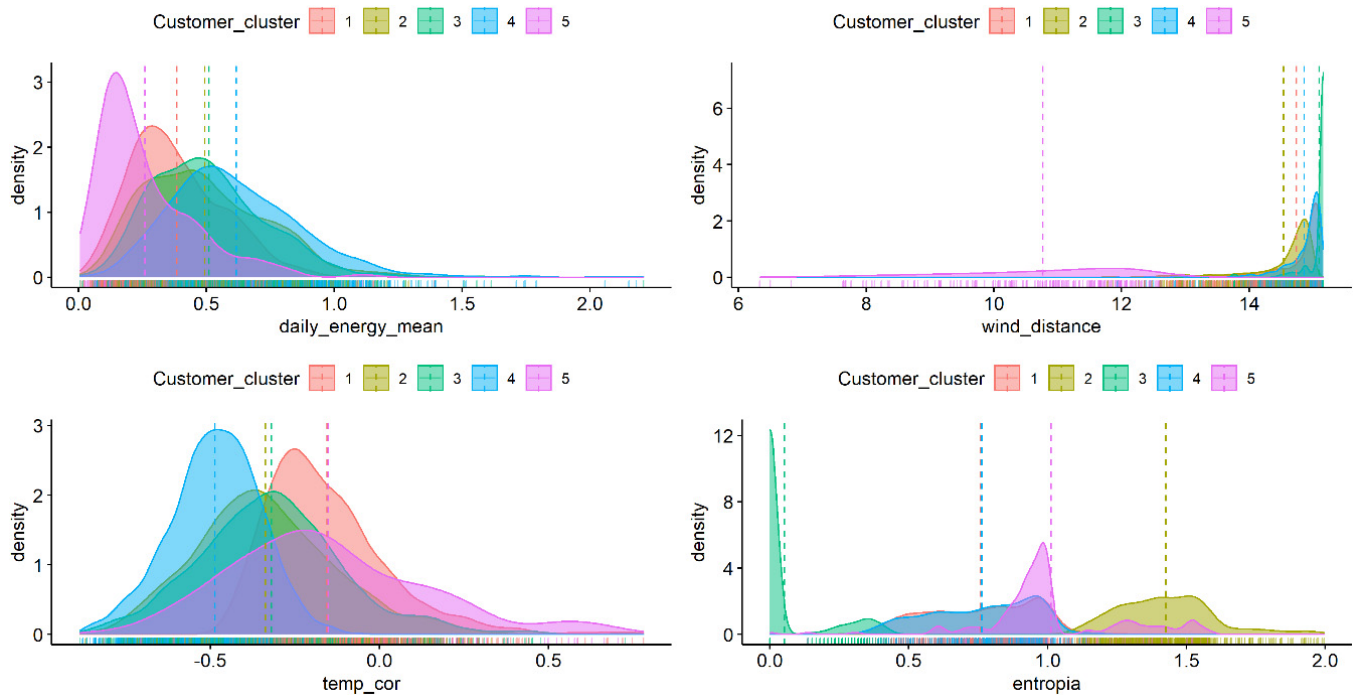 Customer_cluster 1 2 3 4 5
density
3
2
1
0
0.0 0.5 1.0 1.5 2.0
daily_energy_mean
Customer_cluster 1 2 3 4 5
density
6
4
2
0
6 8 10 12 14
wind_distance
Customer_cluster 1 2 3 4 5
density
3
2
1
0
-0.5 0.0 0.5
temp_cor
Customer_cluster 1 2 3 4 5
density
12
8
4
0
0.0 0.5 1.0 1.5 2.0
entropia